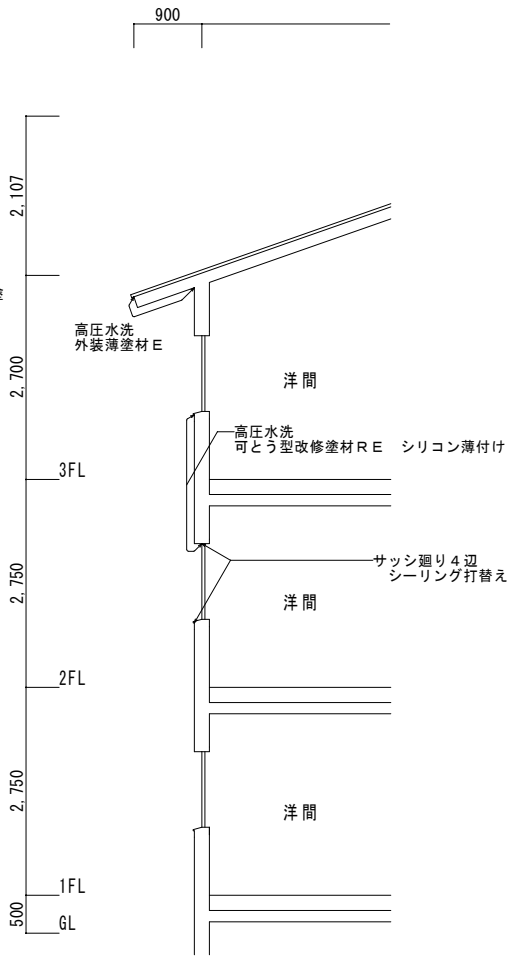 900
2,107
高圧水洗
外装薄塗材E
2,700
洋間
高圧水洗
可とう型改修塗材RE　シリコン薄付け
3FL
サッシ廻り4辺
シーリング打替え
2,750
洋間
2FL
2,750
洋間
1FL
500
GL